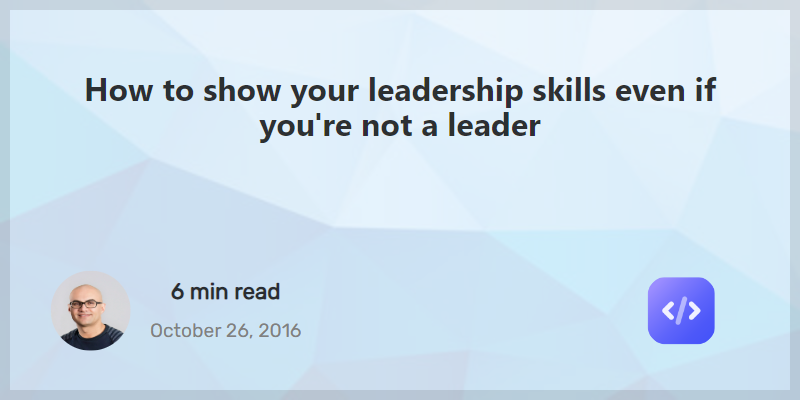 How to show your leadership skills even if
you're not a leader
6 min read
October 26, 2016